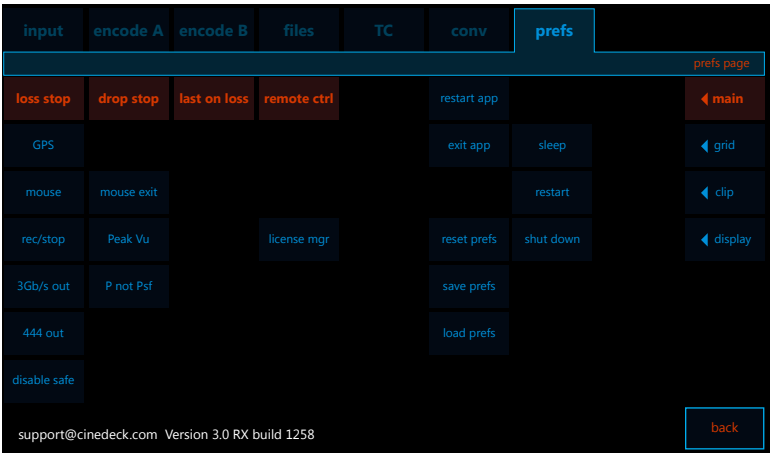 input encode A encode B files TC conv prefs
prefs page
loss stop drop stop last on loss remote ctrl restart app main
GPS exit app sleep grid
mouse mouse exit restart clip
rec/stop Peak Vu license mgr reset prefs shut down display
3Gb/s out P not Psf save prefs
444 out load prefs
disable safe
back
support@cinedeck.com Version 3.0 RX build 1258